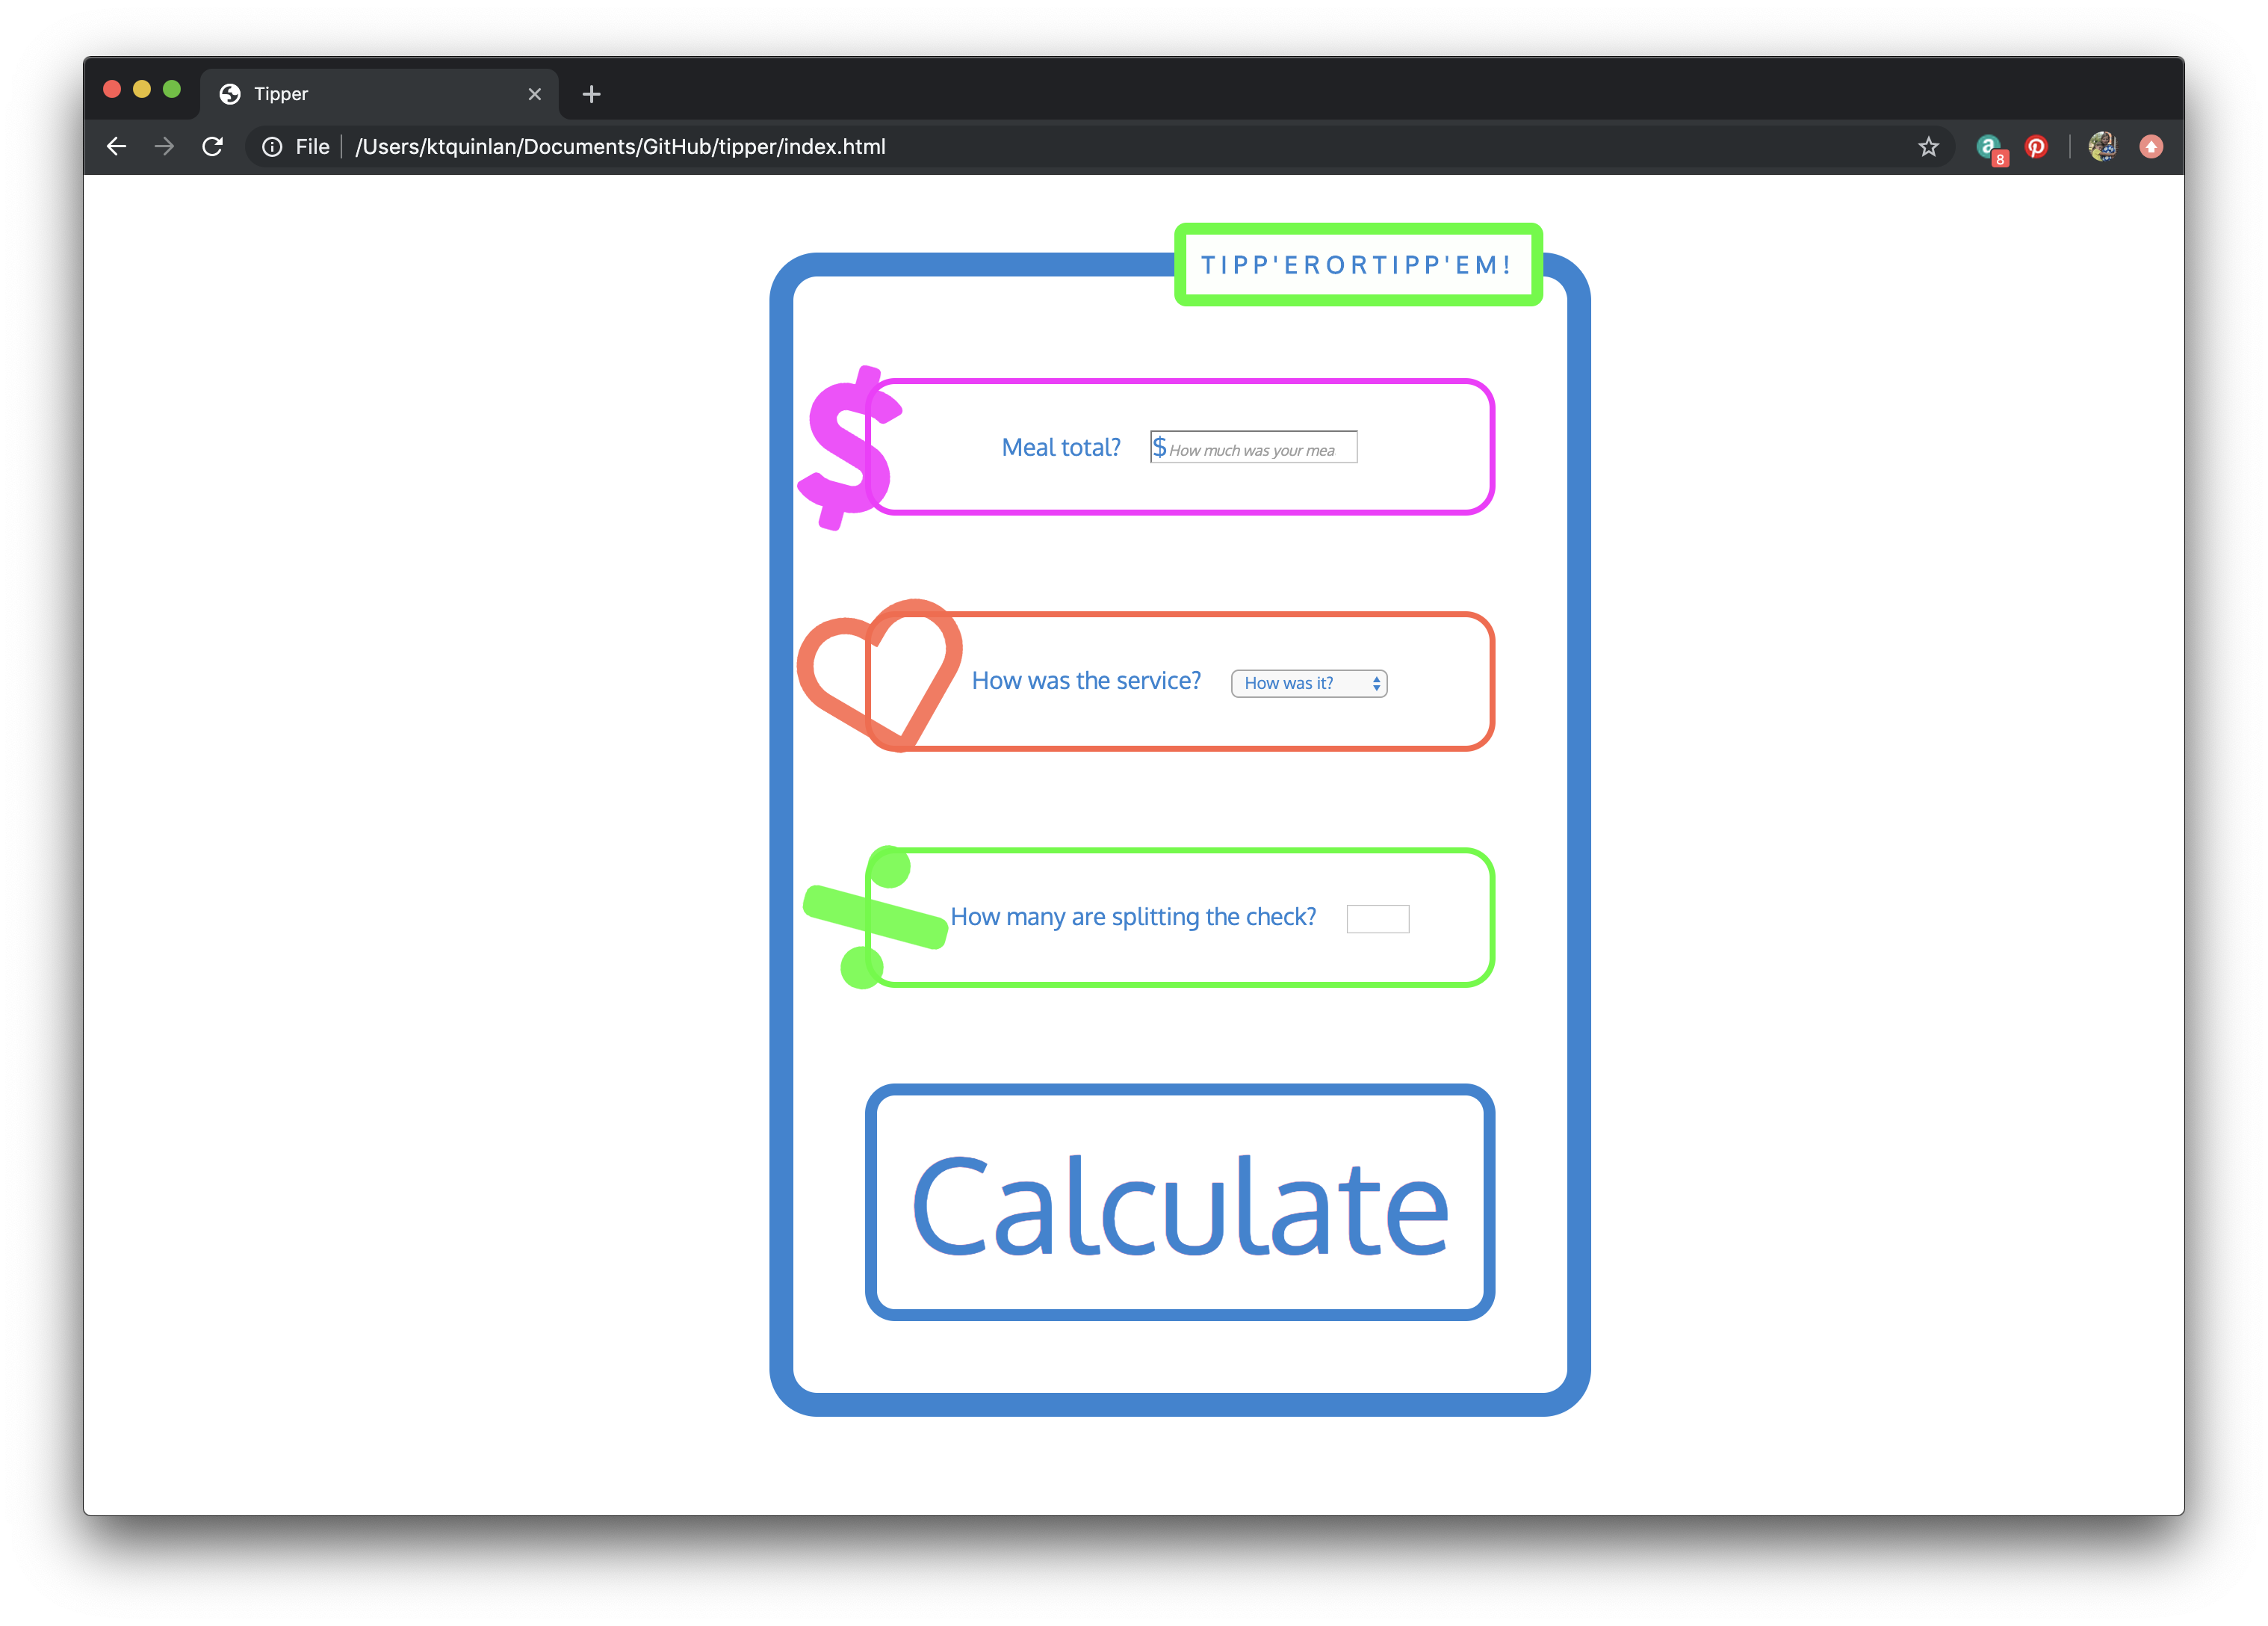 Tipper
File /Users/ktquinlan/Documents/GitHub/tipper/index.html
8
TIPP'ERORTIPP'EM!
$
Meal total? $ How much was your mea
How was the service? How was it?
How many are splitting the check?
Calculate